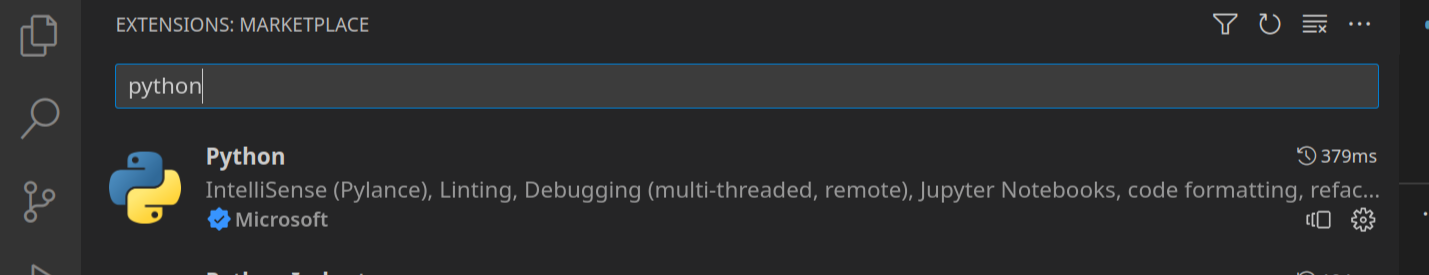 EXTENSIONS: MARKETPLACE
python
Python
379ms
IntelliSense (Pylance), Linting, Debugging (multi-threaded, remote), Jupyter Notebooks, code formatting, refac...
Microsoft